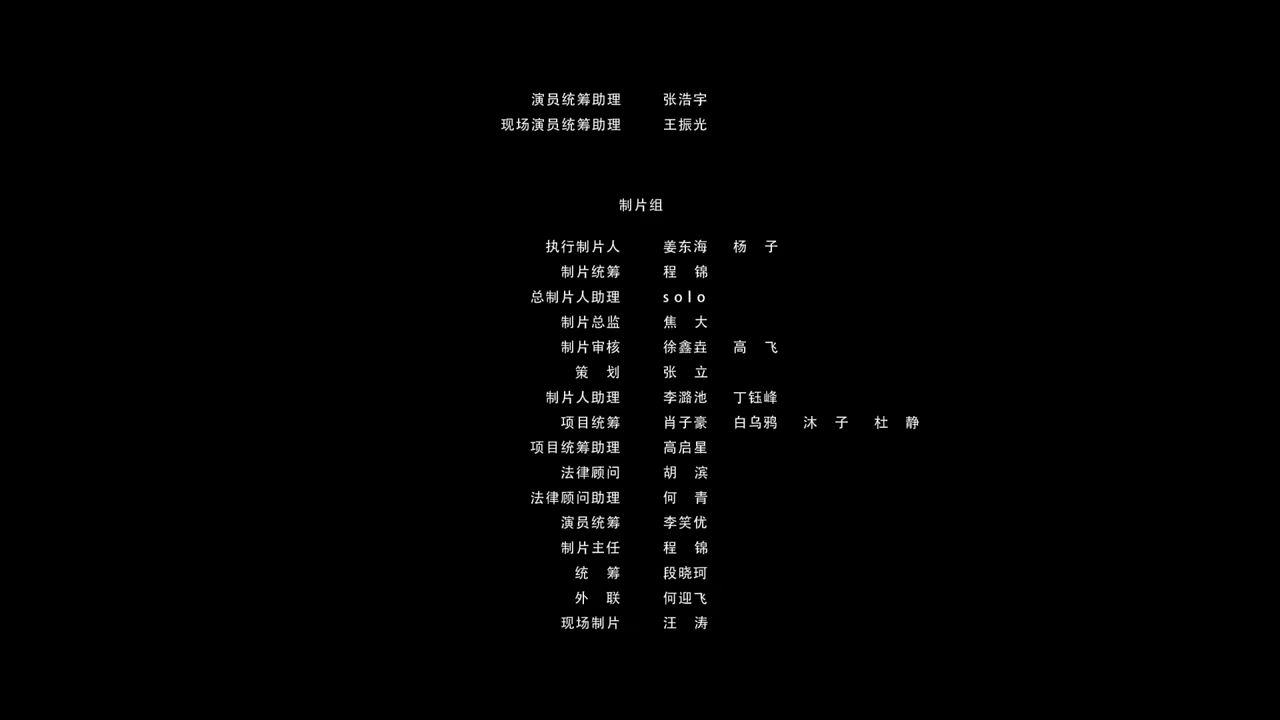 演员统筹助理 张浩宇
现场演员统筹助理 王振光
制片组
执行制片人 姜东海 杨 子
制片统筹 程 锦
总制片人助理 solo
制片总监 焦 大
制片审核 徐鑫垚 高 飞
策 划 张 立
制片人助理 李潞池 丁钰峰
项目统筹 肖子豪 白乌鸦 沐 子 杜 静
项目统筹助理 高启星
法律顾问 胡 滨
法律顾问助理 何 青
演员统筹 李笑优
制片主任 程 锦
统 筹 段晓珂
外 联 何迎飞
现场制片 汪 涛